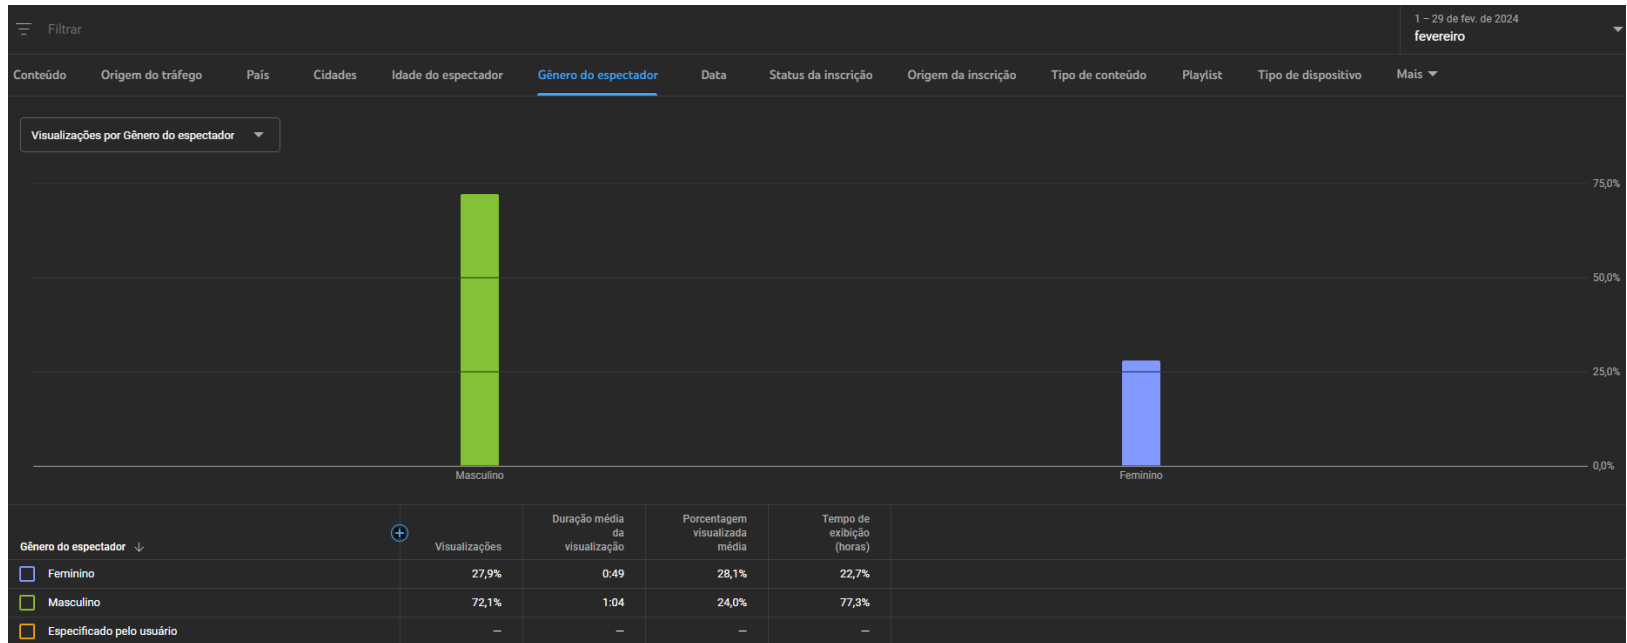 Filtrar
1 – 29 de fev. de 2024
fevereiro
Conteúdo Origem do tráfego País Cidades Idade do espectador Gênero do espectador Data Status da inscrição Origem da inscrição Tipo de conteúdo Playlist Tipo de dispositivo Mais
Visualizações por Gênero do espectador
75,0%
50,0%
25,0%
0,0%
Masculino Feminino
Gênero do espectador
Visualizações
Duração média
da
visualização
Porcentagem
visualizada
média
Tempo de
exibição
(horas)
Feminino 27,9% 0:49 28,1% 22,7%
Masculino 72,1% 1:04 24,0% 77,3%
Especificado pelo usuário — — — —